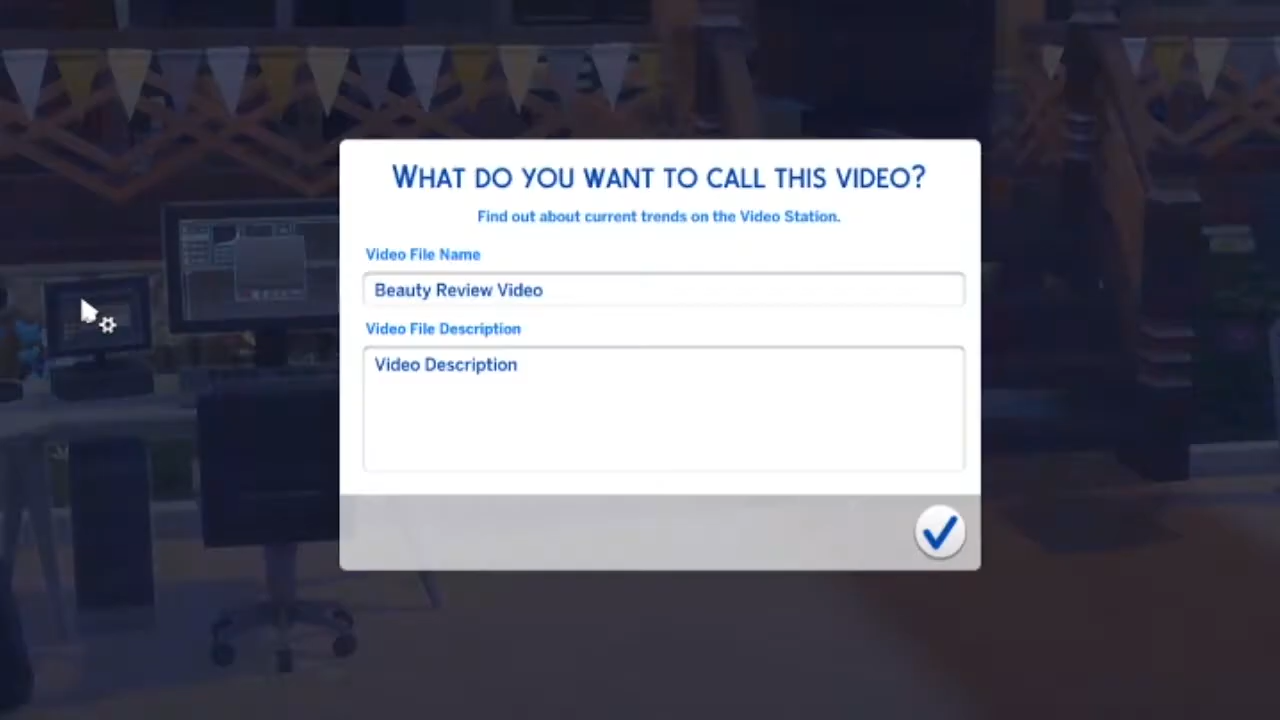 WHAT DO YOU WANT TO CALL THIS VIDEO?
Find out about current trends on the Video Station.
Video File Name
Beauty Review Video
Video File Description
Video Description